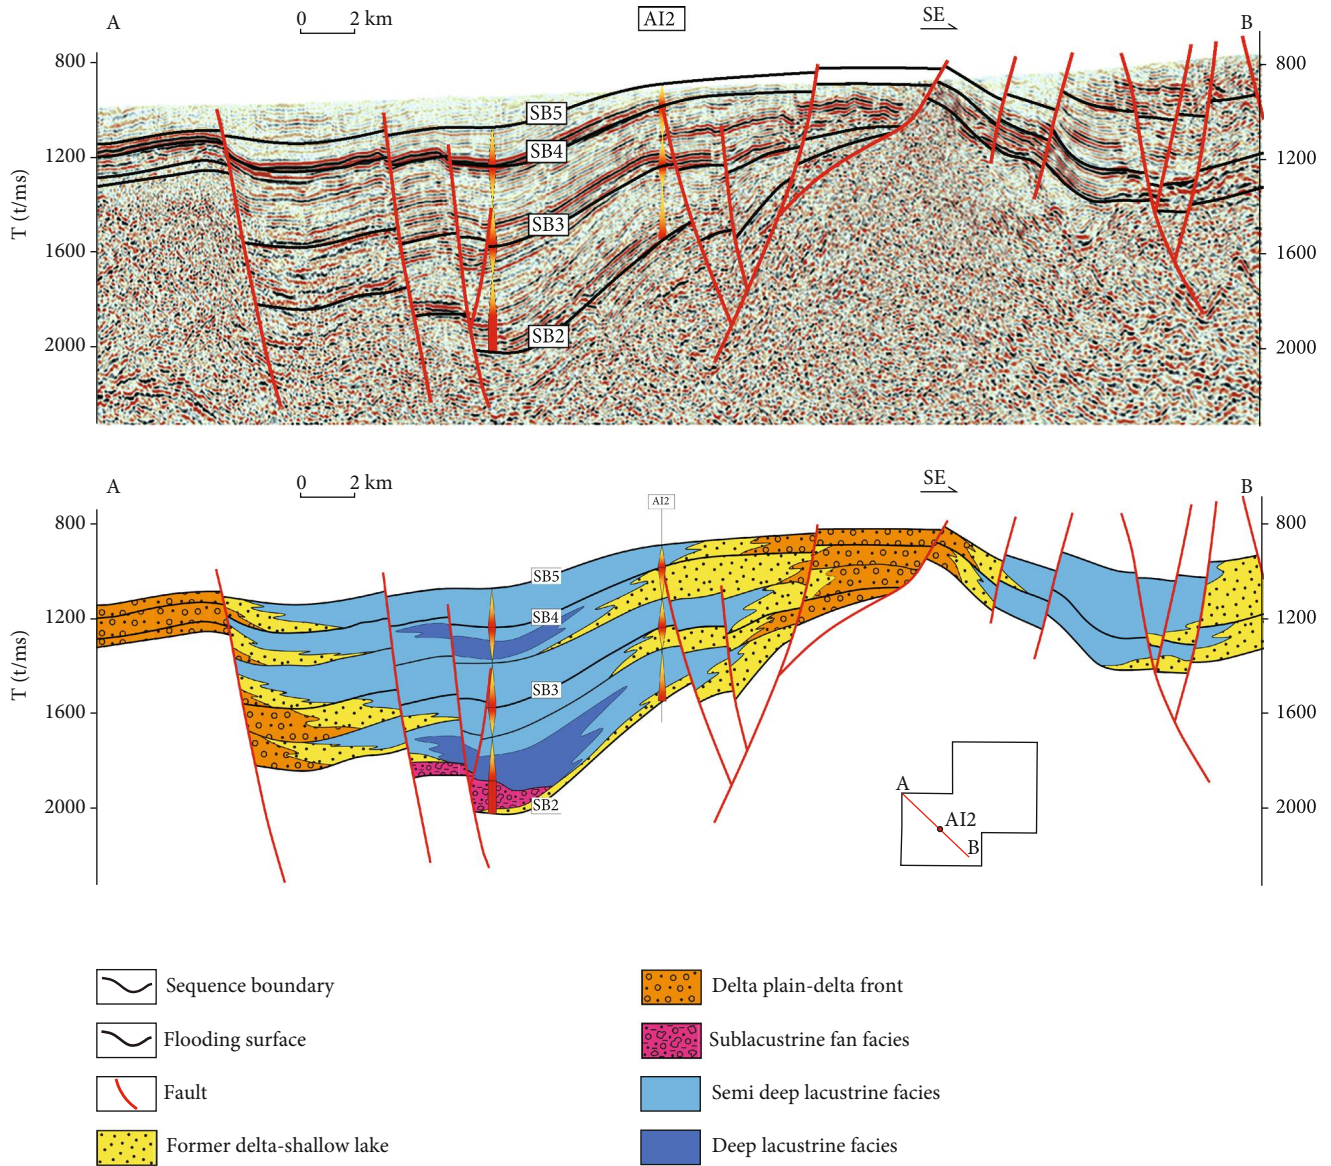 A 0 2 km AI2 SE B
800 800
1200 1200
1600 1600
2000 2000
T (t/ms)
SB5
SB4
SB3
SB2
A 0 2 km AI2 SE B
800 800
1200 1200
1600 1600
2000 2000
T (t/ms)
SB5
SB4
SB3
SB2
A
AI2
B
Sequence boundary
Flooding surface
Fault
Former delta-shallow lake
Delta plain-delta front
Sublacustrine fan facies
Semi deep lacustrine facies
Deep lacustrine facies